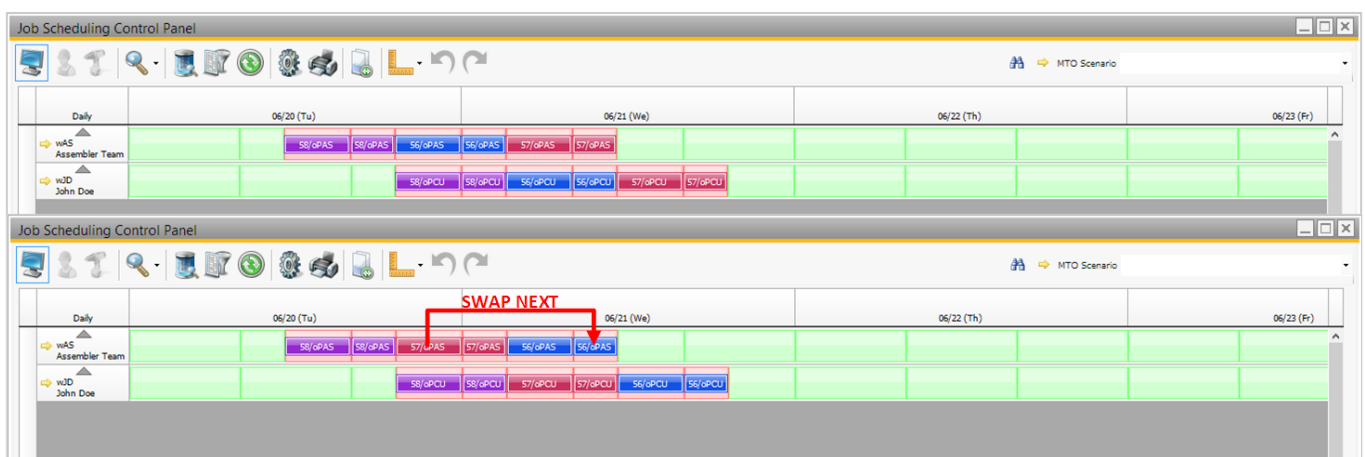 Job Scheduling Control Panel
MTO Scenario
Daily 06/20 (Tu) 06/21 (We) 06/22 (Th) 06/23 (Fr)
wAS
Assembler Team
58/oPAS 58/oPAS 56/oPAS 56/oPAS 57/oPAS 57/oPAS
wJD
John Doe
58/oPCU 58/oPCU 56/oPCU 56/oPCU 57/oPCU 57/oPCU
Job Scheduling Control Panel
MTO Scenario
SWAP NEXT
Daily 06/20 (Tu) 06/21 (We) 06/22 (Th) 06/23 (Fr)
wAS
Assembler Team
58/oPAS 58/oPAS 57/oPAS 57/oPAS 56/oPAS 56/oPAS
wJD
John Doe
58/oPCU 58/oPCU 57/oPCU 57/oPCU 56/oPCU 56/oPCU